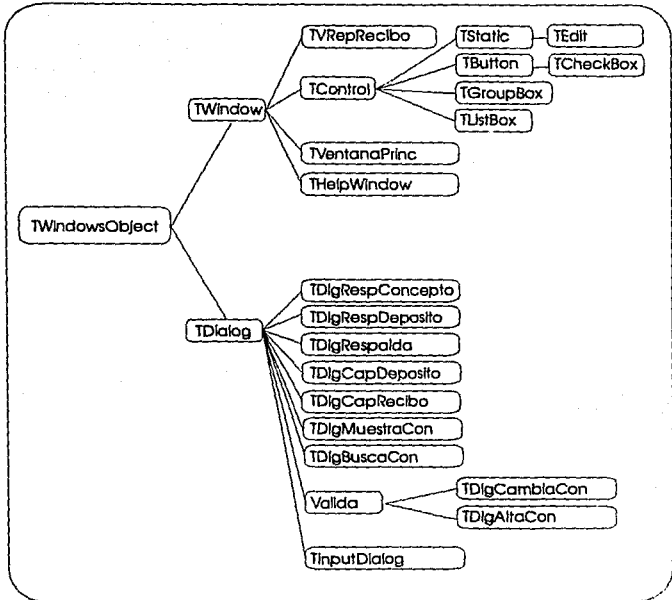 TVRepRecibo
TStatic
TEdit
TButton
TCheckBox
TControl
TGroupBox
TWindow
TListBox
TVentanaPrinc
THelpWindow
TWindowsObject
TDlgRespConcepto
TDlgRespDeposito
TDialog
TDlgRespalda
TDlgCapDeposito
TDlgCapRecibo
TDlgMuestraCon
TDlgBuscaCon
TDlgCambiaCon
Valida
TDlgAltaCon
TInputDialog